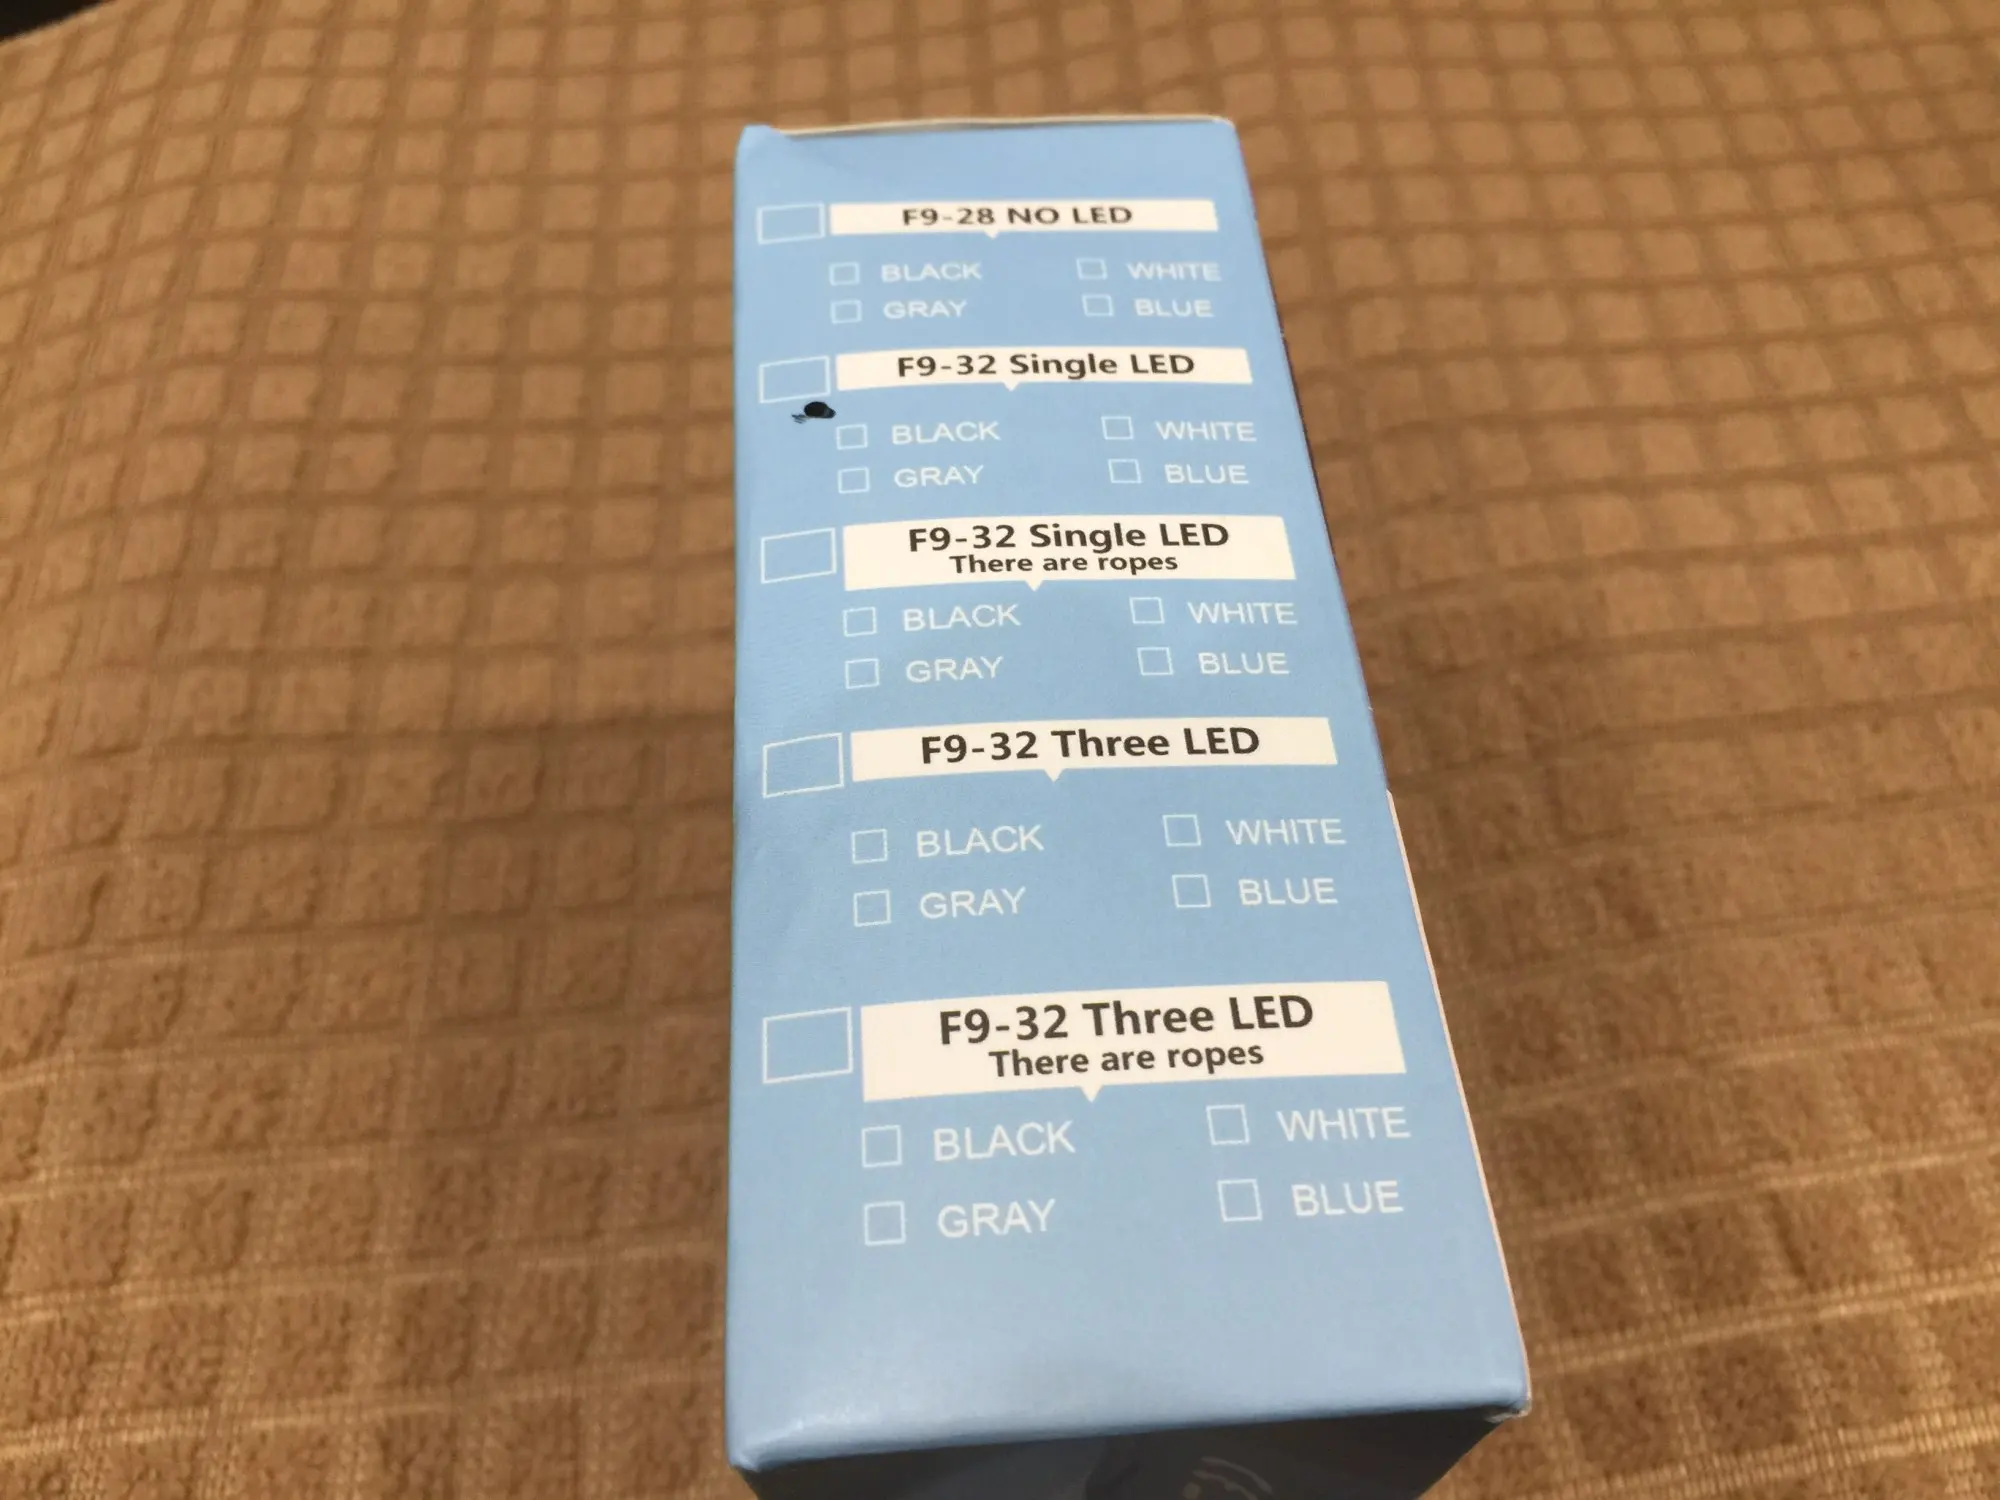 F9-28 NO LED
BLACK WHITE
GRAY BLUE
F9-32 Single LED
BLACK WHITE
GRAY BLUE
F9-32 Single LED
There are ropes
BLACK WHITE
GRAY BLUE
F9-32 Three LED
BLACK WHITE
GRAY BLUE
F9-32 Three LED
There are ropes
BLACK WHITE
GRAY BLUE